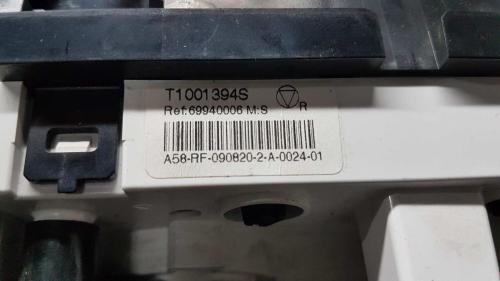 T1001394S
Ref:69940006 M:S
R
A58-RF-090820-2-A-0024-01